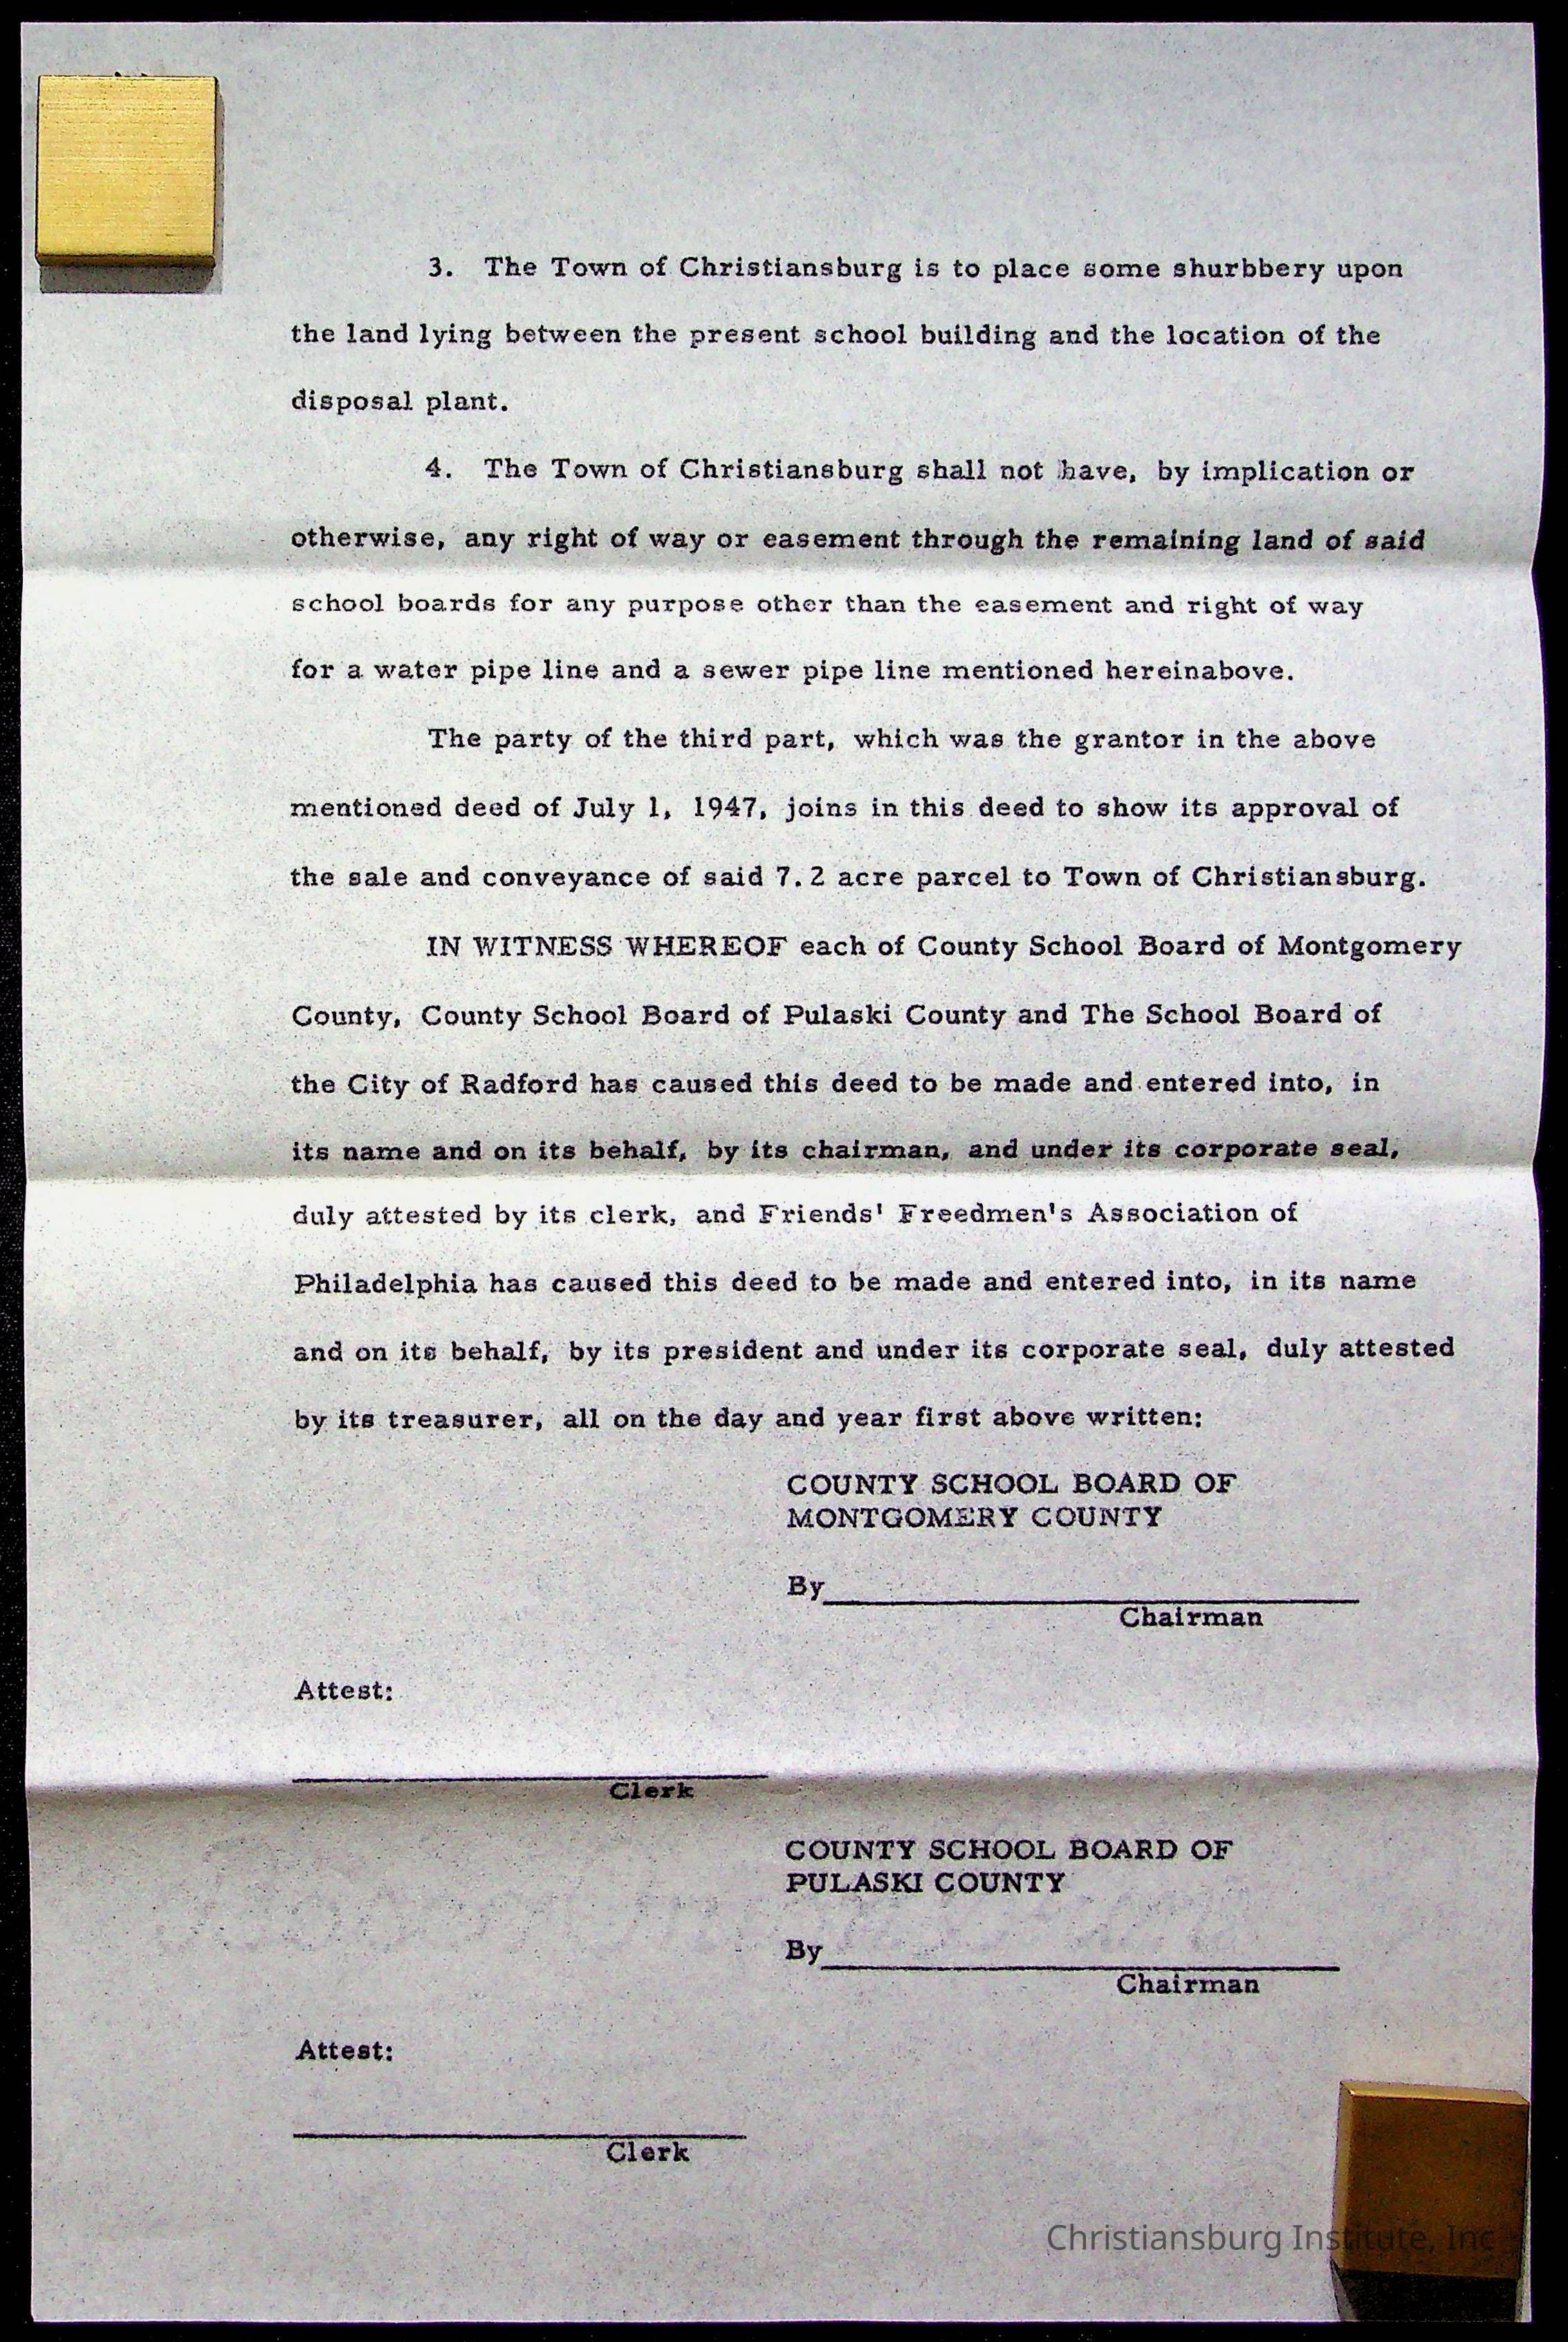 3. The Town of Christiansburg is to place some shurbbery upon
the land lying between the present school building and the location of the
disposal plant.
4. The Town of Christiansburg shall not have, by implication or
otherwise, any right of way or easement through the remaining land of said
school boards for any purpose other than the easement and right of way
for a water pipe line and a sewer pipe line mentioned hereinabove.
The party of the third part, which was the grantor in the above
mentioned deed of July 1, 1947, joins in this deed to show its approval of
the sale and conveyance of said 7.2 acre parcel to Town of Christiansburg.
IN WITNESS WHEREOF each of County School Board of Montgomery
County, County School Board of Pulaski County and The School Board of
the City of Radford has caused this deed to be made and entered into, in
its name and on its behalf, by its chairman, and under its corporate seal,
duly attested by its clerk, and Friends' Freedmen's Association of
Philadelphia has caused this deed to be made and entered into, in its name
and on its behalf, by its president and under its corporate seal, duly attested
by its treasurer, all on the day and year first above written:
COUNTY SCHOOL BOARD OF
MONTGOMERY COUNTY
By
Chairman
Attest:
Clerk
COUNTY SCHOOL BOARD OF
PULASKI COUNTY
By
Chairman
Attest:
Clerk
Christiansburg Institute, Inc